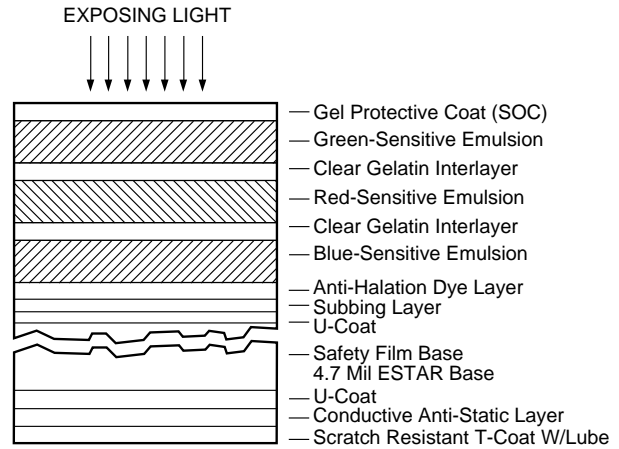 EXPOSING LIGHT
Gel Protective Coat (SOC)
Green-Sensitive Emulsion
Clear Gelatin Interlayer
Red-Sensitive Emulsion
Clear Gelatin Interlayer
Blue-Sensitive Emulsion
Anti-Halation Dye Layer
Subbing Layer
U-Coat
Safety Film Base
4.7 Mil ESTAR Base
U-Coat
Conductive Anti-Static Layer
Scratch Resistant T-Coat W/Lube